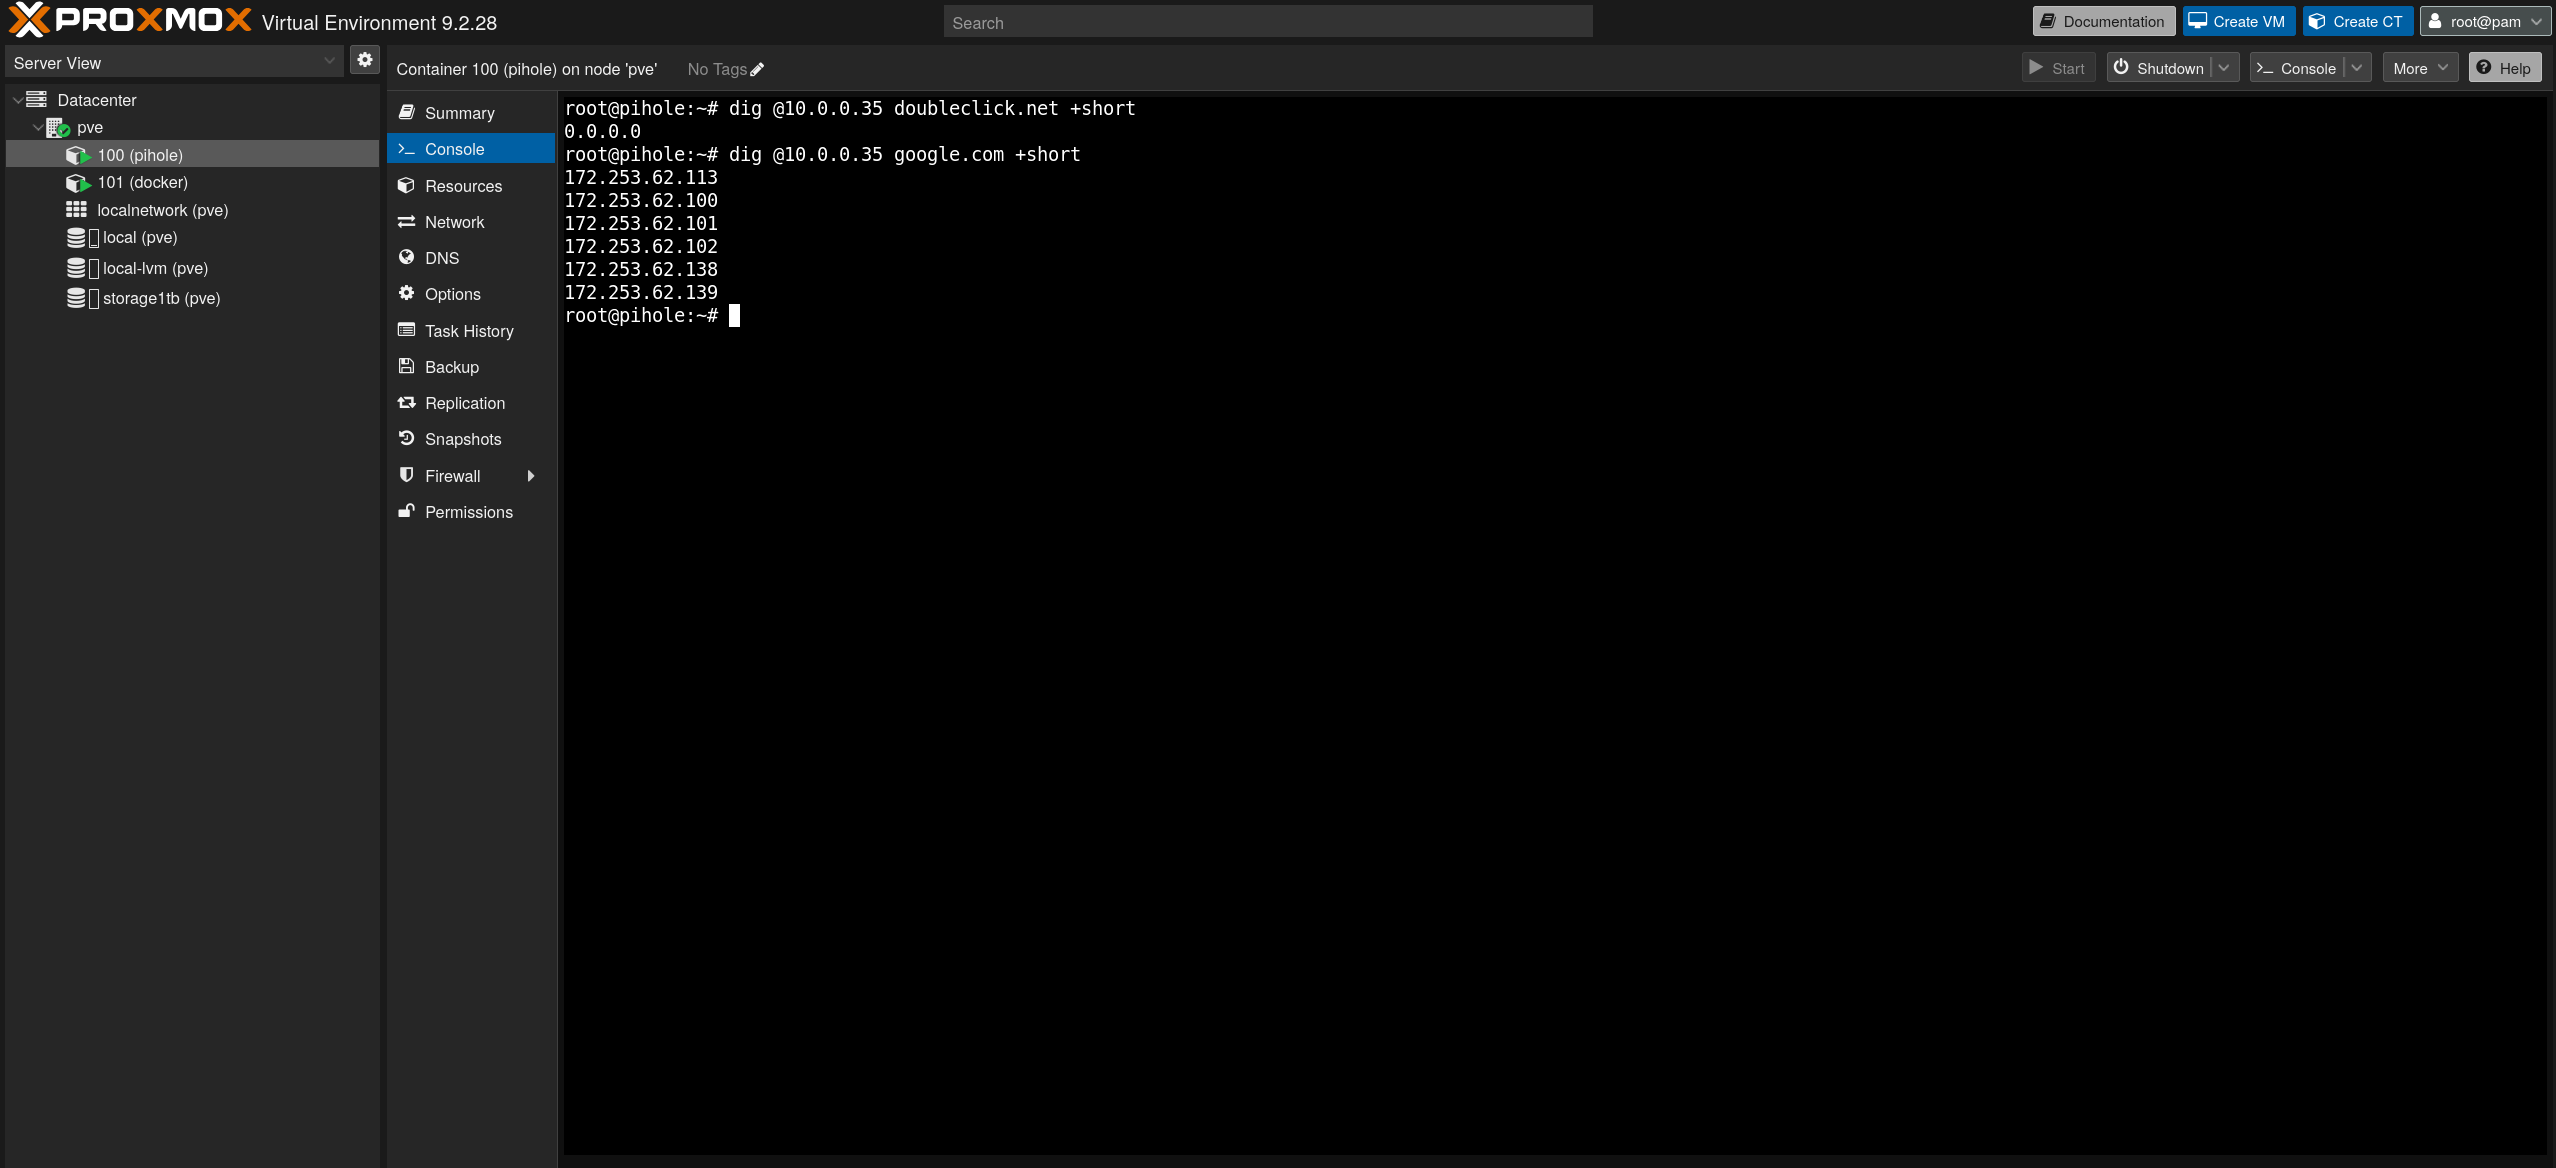 PROXMOX Virtual Environment 9.2.28
Search
Documentation
Create VM
Create CT
root@pam
Server View
Container 100 (pihole) on node 'pve'
No Tags
Start
Shutdown
Console
More
Help
Datacenter
pve
100 (pihole)
101 (docker)
localnetwork (pve)
local (pve)
local-lvm (pve)
storage1tb (pve)
Summary
Console
Resources
Network
DNS
Options
Task History
Backup
Replication
Snapshots
Firewall
Permissions
root@pihole:~# dig @10.0.0.35 doubleclick.net +short
0.0.0.0
root@pihole:~# dig @10.0.0.35 google.com +short
172.253.62.113
172.253.62.100
172.253.62.101
172.253.62.102
172.253.62.138
172.253.62.139
root@pihole:~#